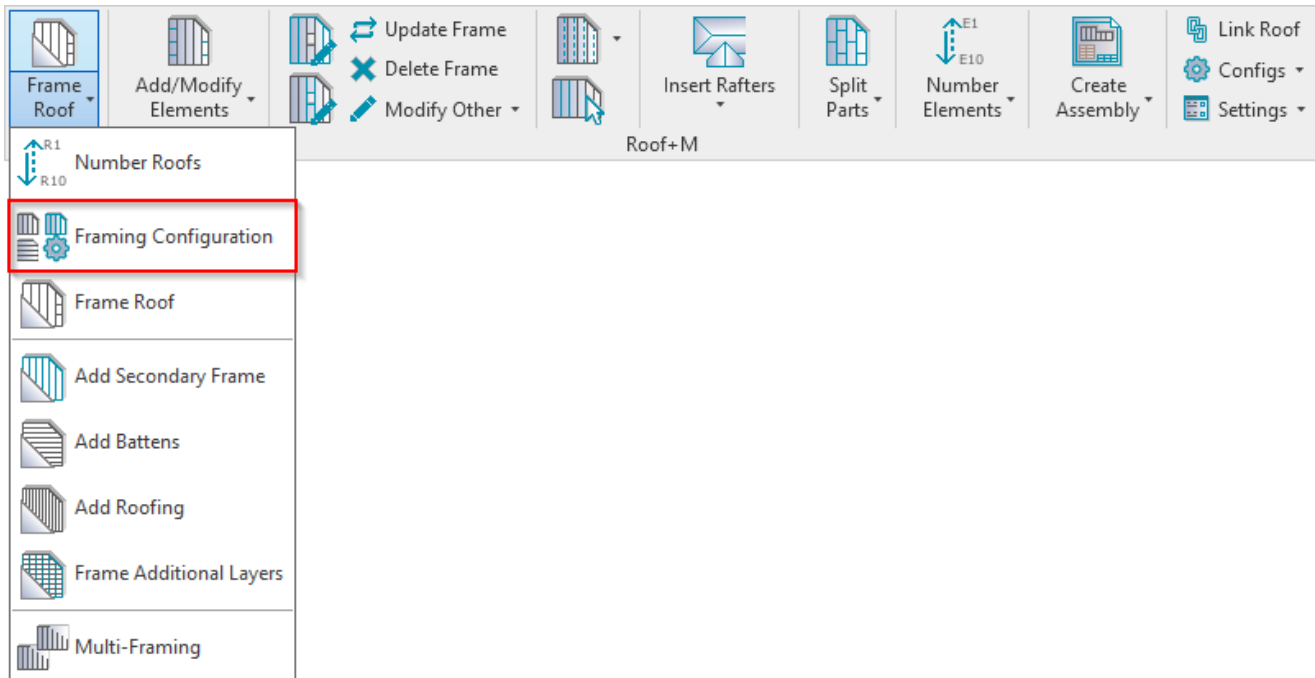 Frame
Roof
Add/Modify
Elements
Update Frame
Delete Frame
Modify Other
Insert Rafters
Split
Parts
E1
E10
Number
Elements
Create
Assembly
Link Roof
Configs
Settings
Roof+M
R1
R10
Number Roofs
Framing Configuration
Frame Roof
Add Secondary Frame
Add Battens
Add Roofing
Frame Additional Layers
Multi-Framing